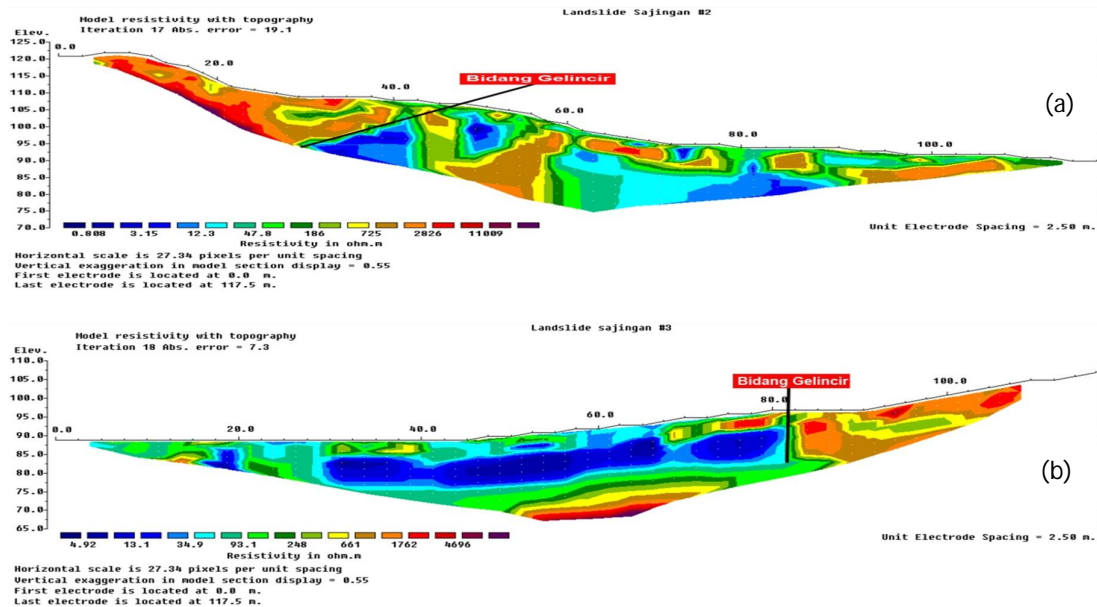 Landslide Sajingan #2
Model resistivity with topography
Iteration 17 Abs. error = 19.1
Elev.
125.0
120.0
115.0
110.0
105.0
100.0
95.0
90.0
85.0
80.0
75.0
70.0
0.0
20.0
40.0
60.0
80.0
100.0
Bidang Gelincir
(a)
0.808 3.15 12.3 47.8 186 725 2826 11009
Resistivity in ohm.m
Unit Electrode Spacing = 2.50 m.
Horizontal scale is 27.34 pixels per unit spacing
Vertical exaggeration in model section display = 0.55
First electrode is located at 0.0 m.
Last electrode is located at 117.5 m.
Landslide sajingan #3
Model resistivity with topography
Iteration 18 Abs. error = 7.3
Elev.
110.0
105.0
100.0
95.0
90.0
85.0
80.0
75.0
70.0
65.0
0.0
20.0
40.0
60.0
80.0
100.0
Bidang Gelincir
(b)
4.92 13.1 34.9 93.1 248 661 1762 4696
Resistivity in ohm.m
Unit Electrode Spacing = 2.50 m.
Horizontal scale is 27.34 pixels per unit spacing
Vertical exaggeration in model section display = 0.55
First electrode is located at 0.0 m.
Last electrode is located at 117.5 m.